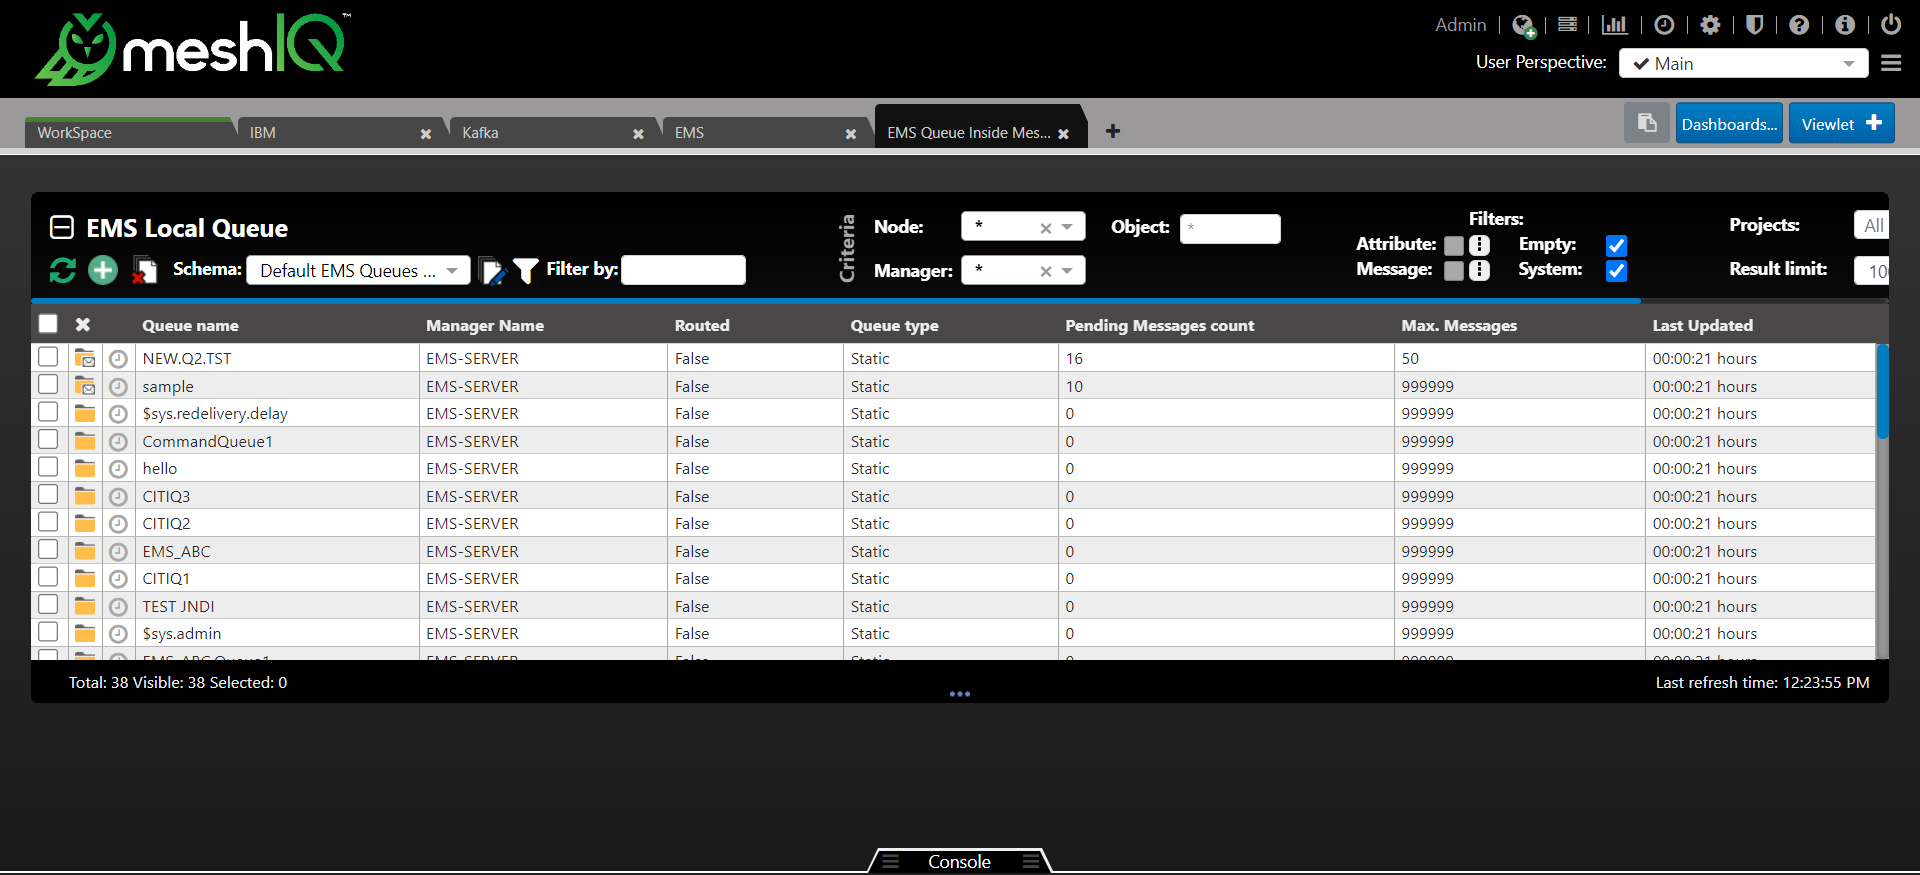 meshIQ™
Admin
User Perspective: Main
WorkSpace IBM Kafka EMS EMS Queue Inside Mes...
Dashboards... Viewlet
EMS Local Queue
Schema: Default EMS Queues ... Filter by:
Criteria
Node: * Object: *
Manager: *
Filters:
Attribute: Empty:
Message: System:
Projects: All
Result limit:
Queue name Manager Name Routed Queue type Pending Messages count Max. Messages Last Updated
NEW.Q2.TST EMS-SERVER False Static 16 50 00:00:21 hours
sample EMS-SERVER False Static 10 999999 00:00:21 hours
$sys.redelivery.delay EMS-SERVER False Static 0 999999 00:00:21 hours
CommandQueue1 EMS-SERVER False Static 0 999999 00:00:21 hours
hello EMS-SERVER False Static 0 999999 00:00:21 hours
CITIQ3 EMS-SERVER False Static 0 999999 00:00:21 hours
CITIQ2 EMS-SERVER False Static 0 999999 00:00:21 hours
EMS_ABC EMS-SERVER False Static 0 999999 00:00:21 hours
CITIQ1 EMS-SERVER False Static 0 999999 00:00:21 hours
TEST JNDI EMS-SERVER False Static 0 999999 00:00:21 hours
$sys.admin EMS-SERVER False Static 0 999999 00:00:21 hours
Total: 38 Visible: 38 Selected: 0
Last refresh time: 12:23:55 PM
Console